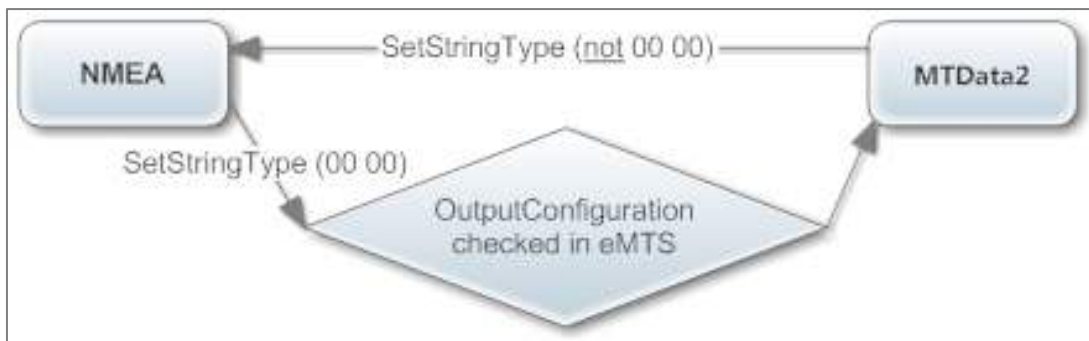 SetStringType (not 00 00)
NMEA
MTData2
SetStringType (00 00)
OutputConfiguration
checked in eMTS